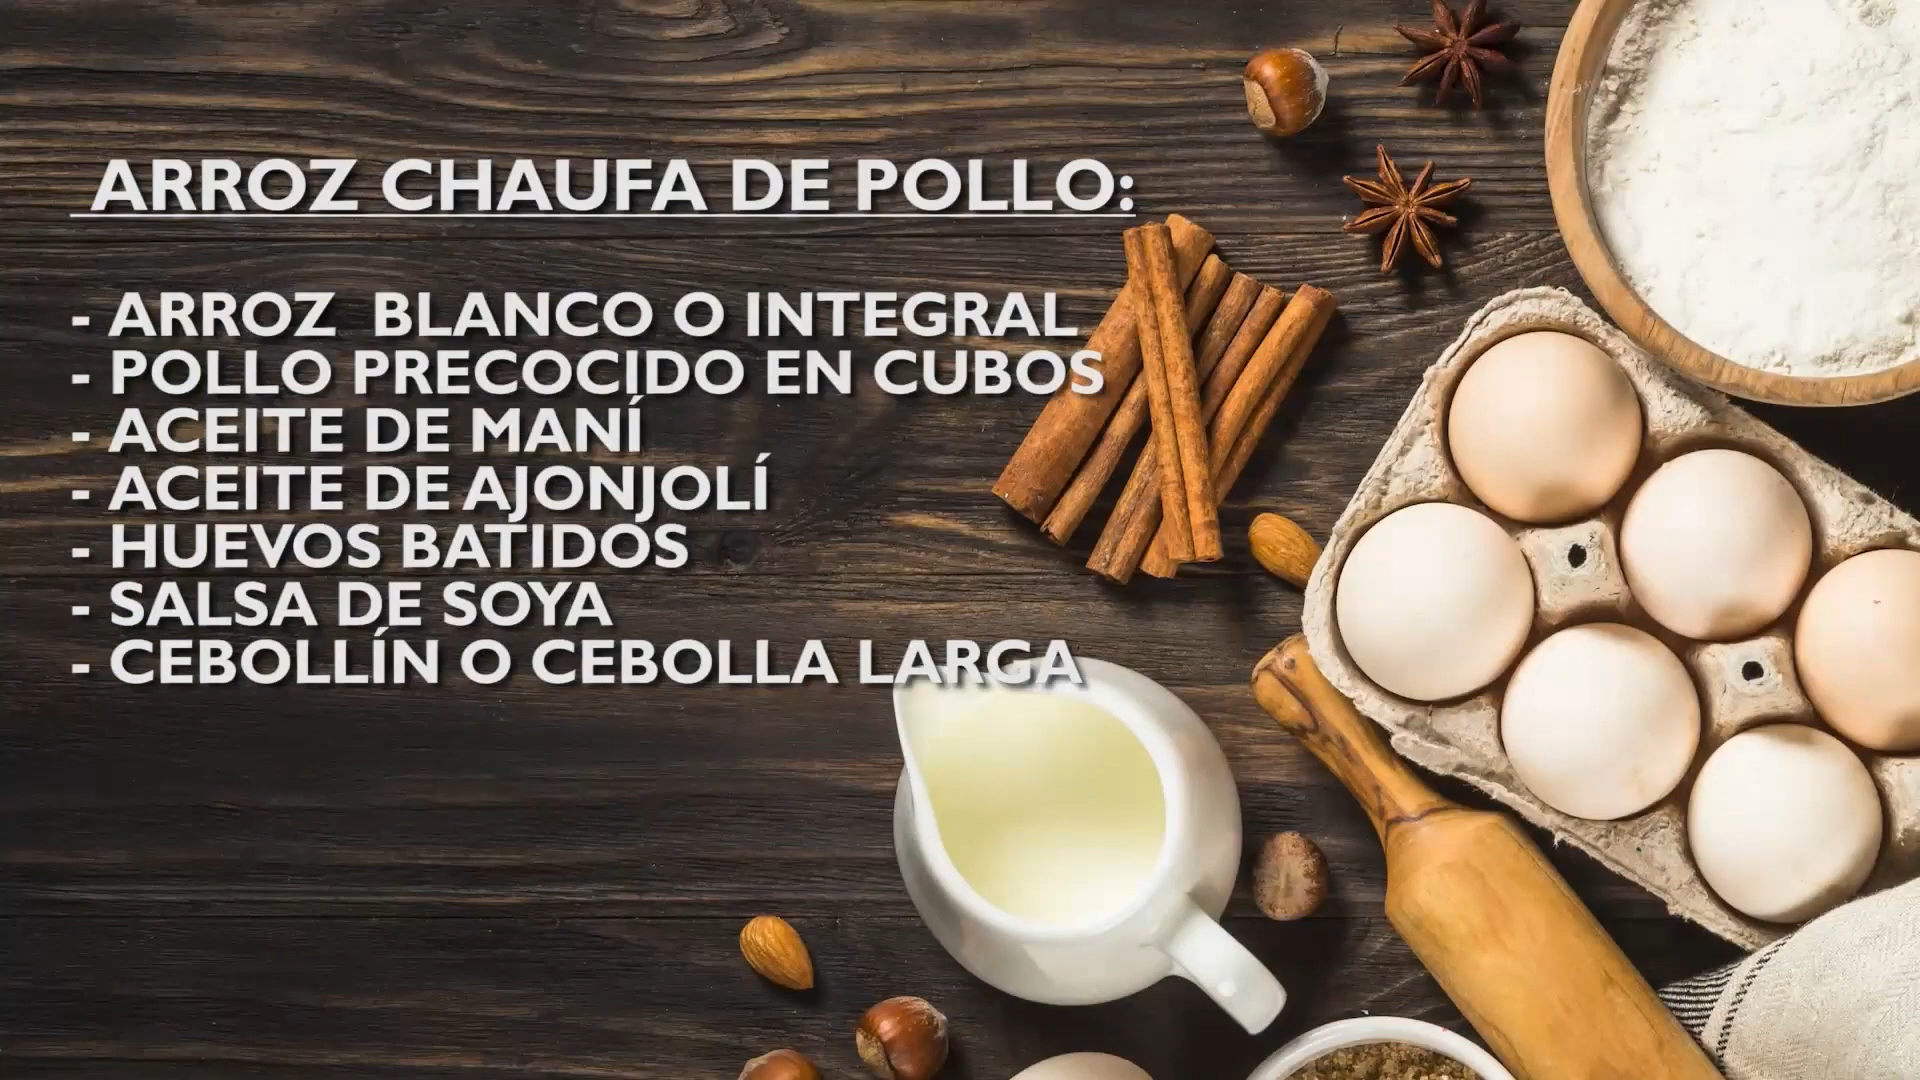 ARROZ CHAUFA DE POLLO:
- ARROZ BLANCO O INTEGRAL
- POLLO PRECOCIDO EN CUBOS
- ACEITE DE MANÍ
- ACEITE DE AJONJOLÍ
- HUEVOS BATIDOS
- SALSA DE SOYA
- CEBOLLÍN O CEBOLLA LARGA